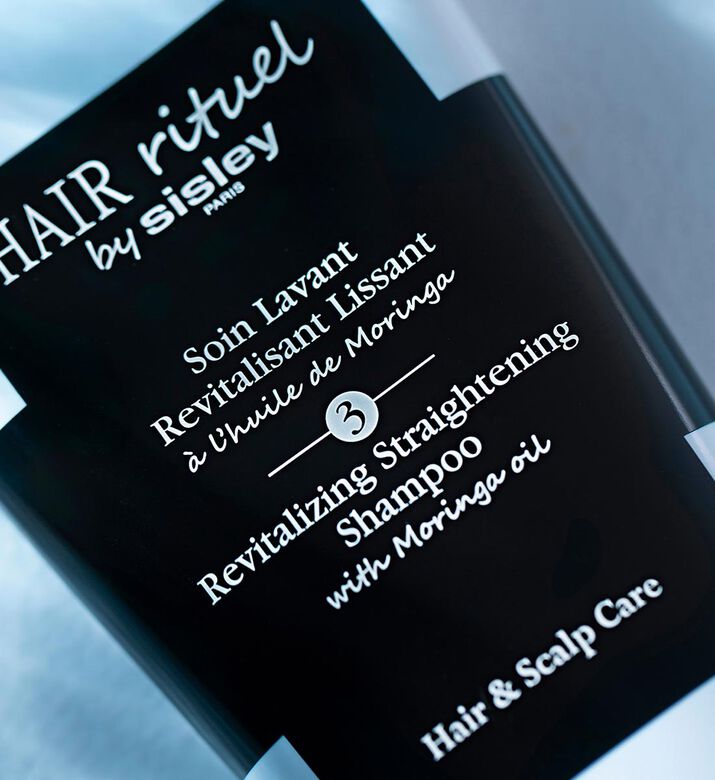 HAIR rituel
by sisley
PARIS
Soin Lavant
Revitalisant Lissant
à l'huile de Moringa
3
Revitalizing Straightening
Shampoo
with Moringa oil
Hair & Scalp Care